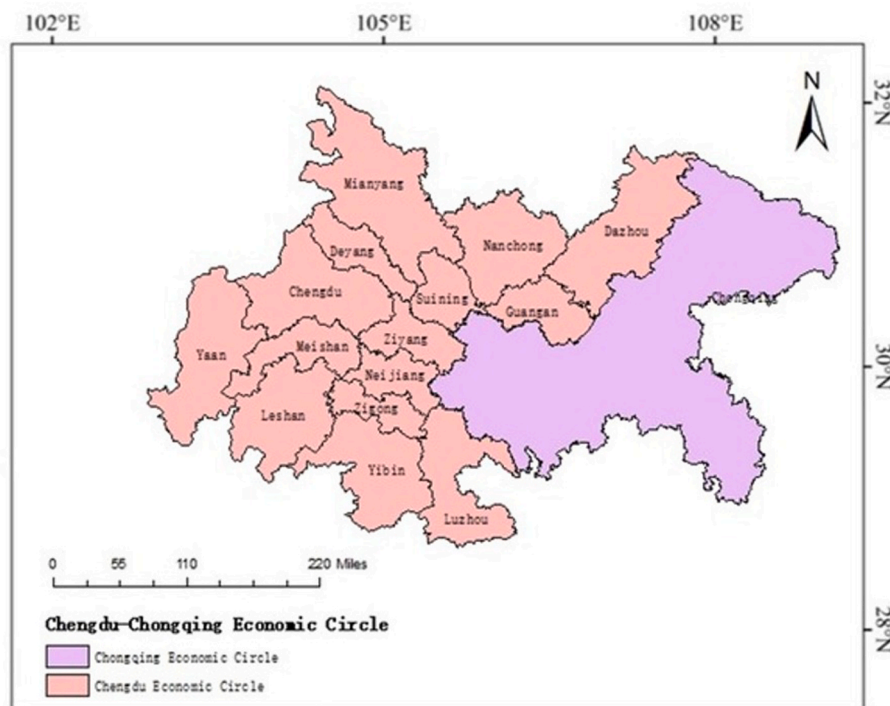 102°E 105°E 108°E
N
32°N
Mianyang
Dazhou
Nanchong
Deyang
Chengdu
Suining
Chongqing
Guangan
Ziyang
Meishan
Yaan
30°N
Neijiang
Zigong
Leshan
Yibin
Luzhou
0 55 110 220 Miles
28°N
Chengdu-Chongqing Economic Circle
Chongqing Economic Circle
Chengdu Economic Circle